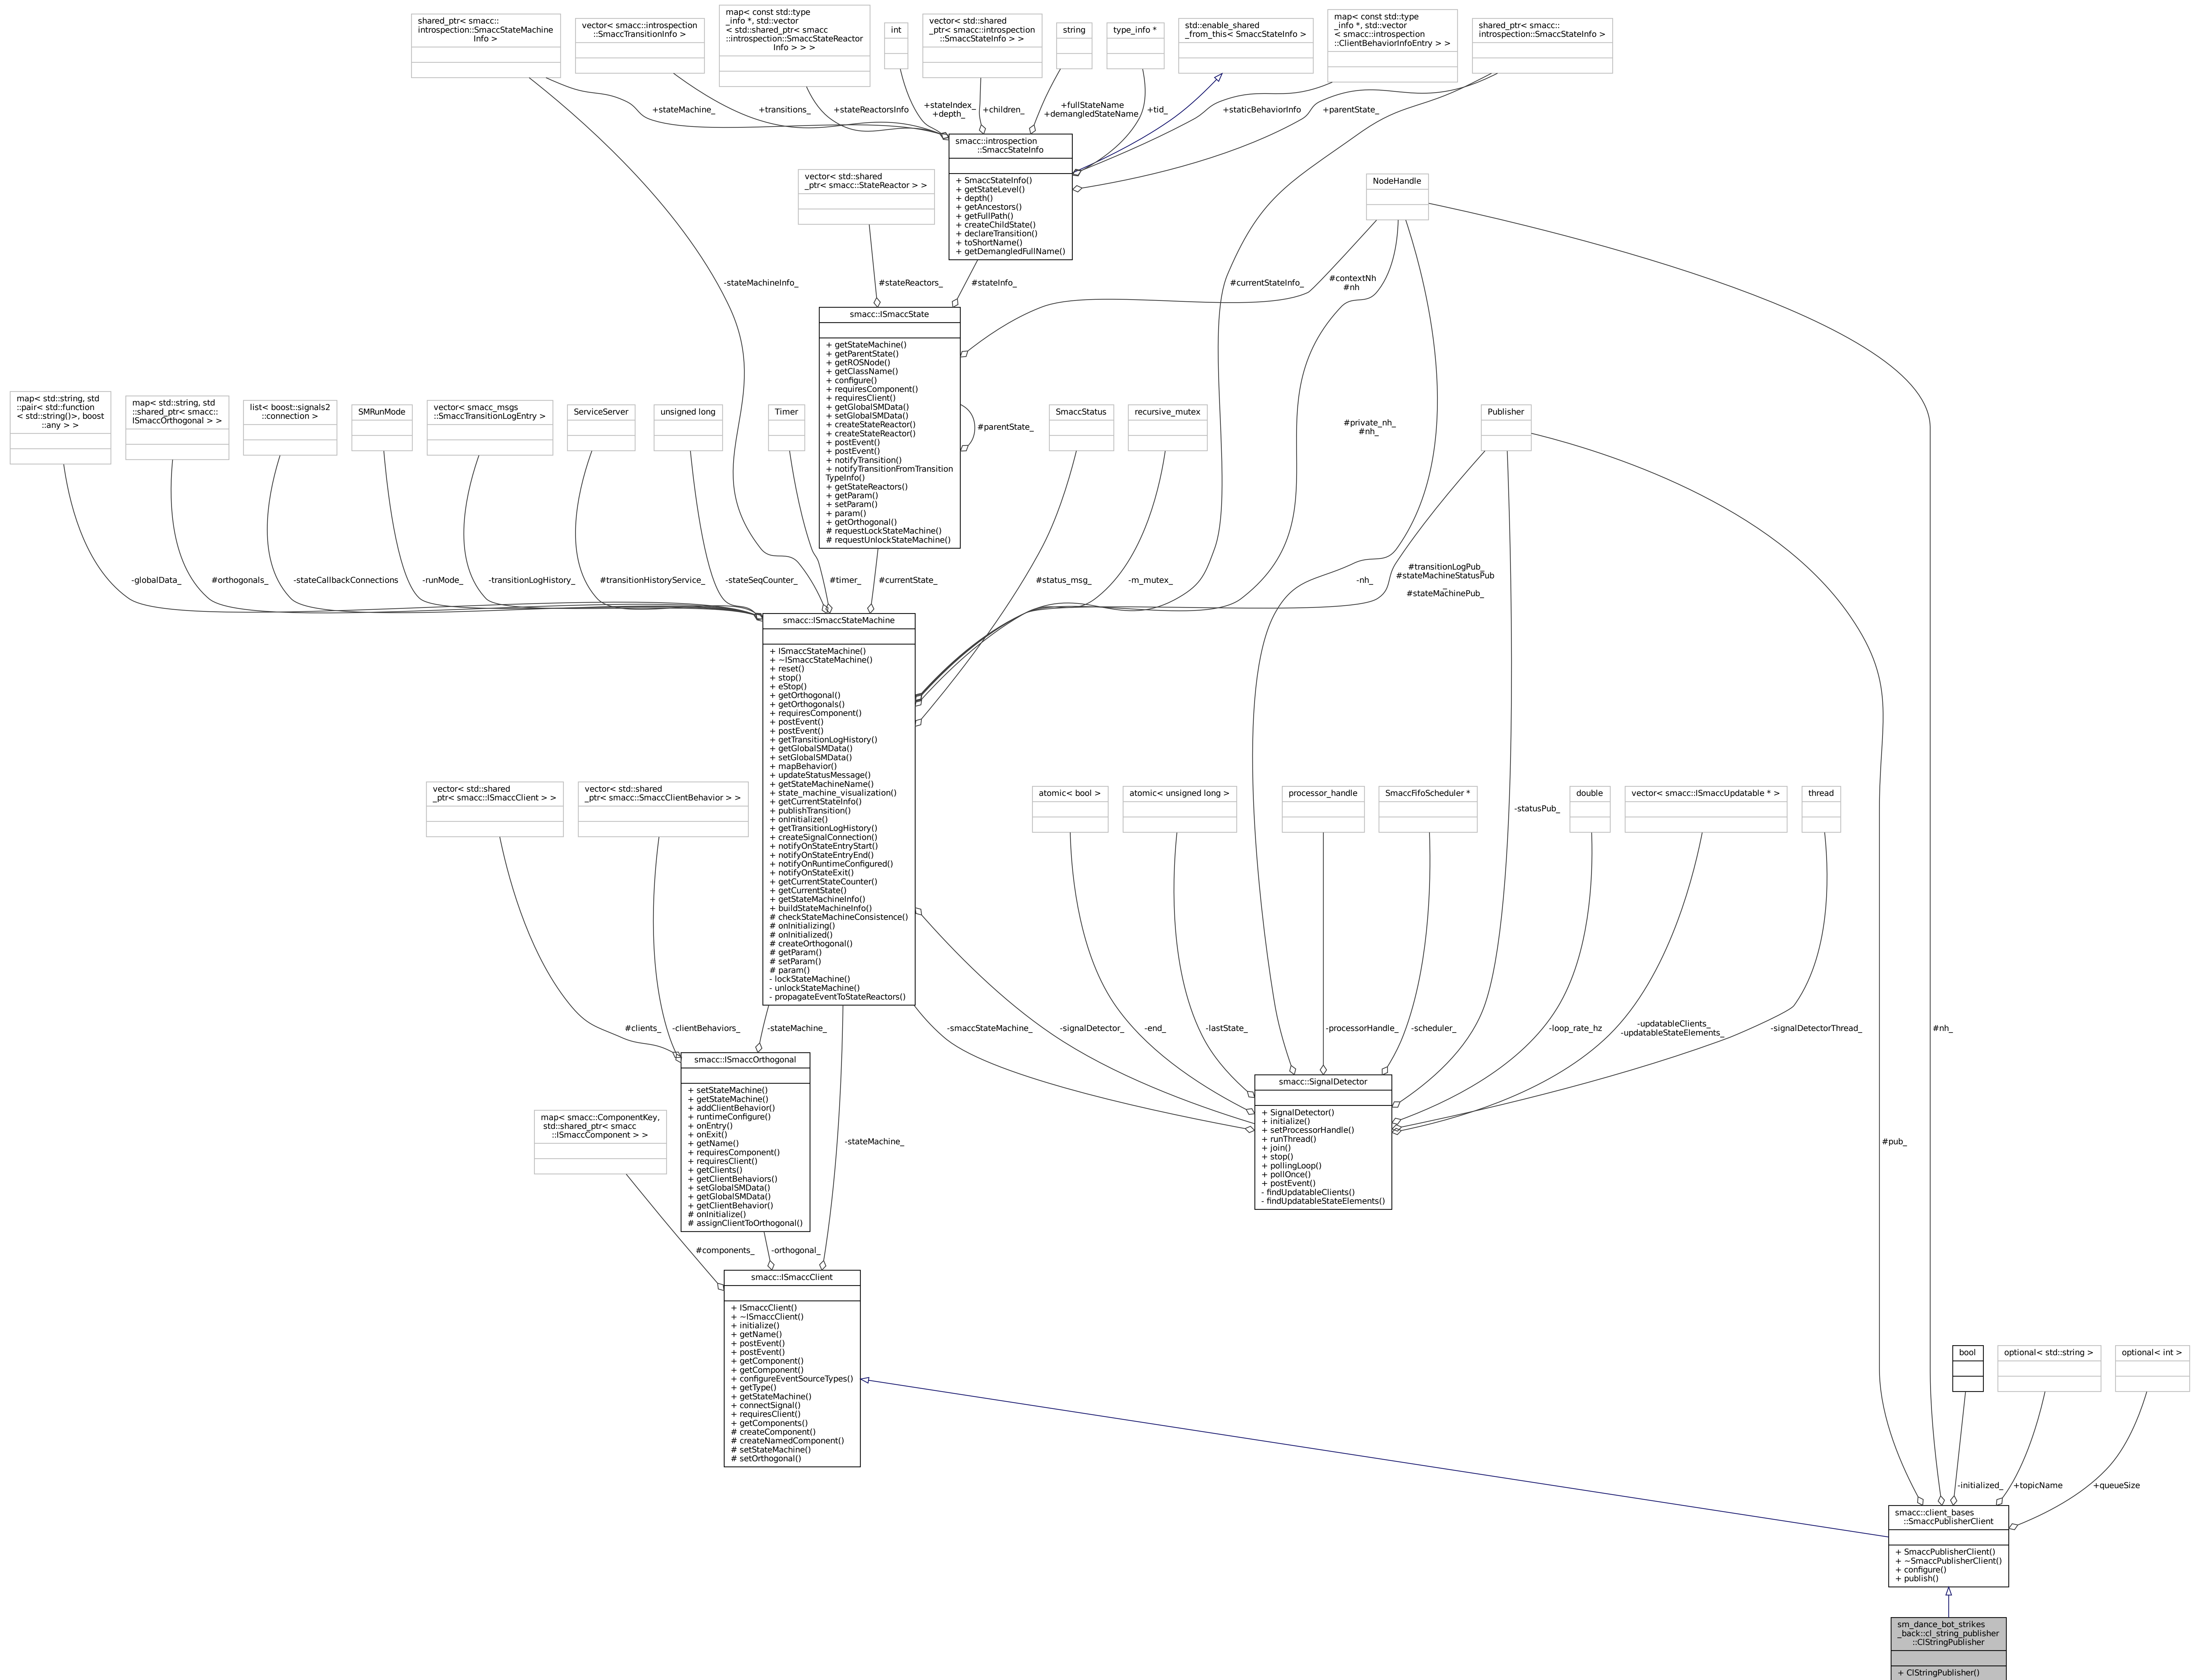 shared_ptr< smacc::
introspection::SmaccStateMachine
Info >
vector< smacc::introspection
::SmaccTransitionInfo >
map< const std::type
_info *, std::vector
< std::shared_ptr< smacc
::introspection::SmaccStateReactor
Info > > >
int
vector< std::shared
_ptr< smacc::introspection
::SmaccStateInfo > >
string
type_info *
std::enable_shared
_from_this< SmaccStateInfo >
map< const std::type
_info *, std::vector
< smacc::introspection
::ClientBehaviorInfoEntry > >
shared_ptr< smacc::
introspection::SmaccStateInfo >
+stateMachine_
+transitions_
+stateReactorsInfo
+stateIndex_
+depth_
+children_
+fullStateName
+demangledStateName
+tid_
+staticBehaviorInfo
+parentState_
smacc::introspection
::SmaccStateInfo
+ SmaccStateInfo()
+ getStateLevel()
+ depth()
+ getAncestors()
+ getFullPath()
+ createChildState()
+ declareTransition()
+ toShortName()
+ getDemangledFullName()
vector< std::shared
_ptr< smacc::StateReactor > >
NodeHandle
-stateMachineInfo_
#stateReactors_
#stateInfo_
#currentStateInfo_
#contextNh
#nh
smacc::ISmaccState
+ getStateMachine()
+ getParentState()
+ getROSNode()
+ getClassName()
+ configure()
+ requiresComponent()
+ requiresClient()
+ getGlobalSMData()
+ setGlobalSMData()
+ createStateReactor()
+ createStateReactor()
+ postEvent()
+ postEvent()
+ notifyTransition()
+ notifyTransitionFromTransition
TypeInfo()
+ getStateReactors()
+ getParam()
+ setParam()
+ param()
+ getOrthogonal()
# requestLockStateMachine()
# requestUnlockStateMachine()
#parentState_
map< std::string, std
::pair< std::function
< std::string()>, boost
::any > >
map< std::string, std
::shared_ptr< smacc::
ISmaccOrthogonal > >
list< boost::signals2
::connection >
SMRunMode
vector< smacc_msgs
::SmaccTransitionLogEntry >
ServiceServer
unsigned long
Timer
SmaccStatus
recursive_mutex
#private_nh_
#nh_
Publisher
-globalData_
#orthogonals_
-stateCallbackConnections
-runMode_
-transitionLogHistory_
#transitionHistoryService_
-stateSeqCounter_
#timer_
#currentState_
#status_msg_
-m_mutex_
-nh_
#transitionLogPub_
#stateMachineStatusPub
_
#stateMachinePub_
smacc::ISmaccStateMachine
+ ISmaccStateMachine()
+ ~ISmaccStateMachine()
+ reset()
+ stop()
+ eStop()
+ getOrthogonal()
+ getOrthogonals()
+ requiresComponent()
+ postEvent()
+ postEvent()
+ getTransitionLogHistory()
+ getGlobalSMData()
+ setGlobalSMData()
+ mapBehavior()
+ updateStatusMessage()
+ getStateMachineName()
+ state_machine_visualization()
+ getCurrentStateInfo()
+ publishTransition()
+ onInitialize()
+ getTransitionLogHistory()
+ createSignalConnection()
+ notifyOnStateEntryStart()
+ notifyOnStateEntryEnd()
+ notifyOnRuntimeConfigured()
+ notifyOnStateExit()
+ getCurrentStateCounter()
+ getCurrentState()
+ getStateMachineInfo()
+ buildStateMachineInfo()
# checkStateMachineConsistence()
# onInitializing()
# onInitialized()
# createOrthogonal()
# getParam()
# setParam()
# param()
- lockStateMachine()
- unlockStateMachine()
- propagateEventToStateReactors()
vector< std::shared
_ptr< smacc::ISmaccClient > >
vector< std::shared
_ptr< smacc::SmaccClientBehavior > >
atomic< bool >
atomic< unsigned long >
processor_handle
SmaccFifoScheduler *
-statusPub_
double
vector< smacc::ISmaccUpdatable * >
thread
#clients_
-clientBehaviors_
-stateMachine_
-smaccStateMachine_
-signalDetector_
-end_
-lastState_
-processorHandle_
-scheduler_
-loop_rate_hz
-updatableClients_
-updatableStateElements_
-signalDetectorThread_
#nh_
smacc::ISmaccOrthogonal
+ setStateMachine()
+ getStateMachine()
+ addClientBehavior()
+ runtimeConfigure()
+ onEntry()
+ onExit()
+ getName()
+ requiresComponent()
+ requiresClient()
+ getClients()
+ getClientBehaviors()
+ setGlobalSMData()
+ getGlobalSMData()
+ getClientBehavior()
# onInitialize()
# assignClientToOrthogonal()
smacc::SignalDetector
+ SignalDetector()
+ initialize()
+ setProcessorHandle()
+ runThread()
+ join()
+ stop()
+ pollingLoop()
+ pollOnce()
+ postEvent()
- findUpdatableClients()
- findUpdatableStateElements()
map< smacc::ComponentKey,
std::shared_ptr< smacc
::ISmaccComponent > >
-stateMachine_
#pub_
#components_
-orthogonal_
smacc::ISmaccClient
+ ISmaccClient()
+ ~ISmaccClient()
+ initialize()
+ getName()
+ postEvent()
+ postEvent()
+ getComponent()
+ getComponent()
+ configureEventSourceTypes()
+ getType()
+ getStateMachine()
+ connectSignal()
+ requiresClient()
+ getComponents()
# createComponent()
# createNamedComponent()
# setStateMachine()
# setOrthogonal()
bool
optional< std::string >
optional< int >
-initialized_
+topicName
+queueSize
smacc::client_bases
::SmaccPublisherClient
+ SmaccPublisherClient()
+ ~SmaccPublisherClient()
+ configure()
+ publish()
sm_dance_bot_strikes
_back::cl_string_publisher
::ClStringPublisher
+ ClStringPublisher()